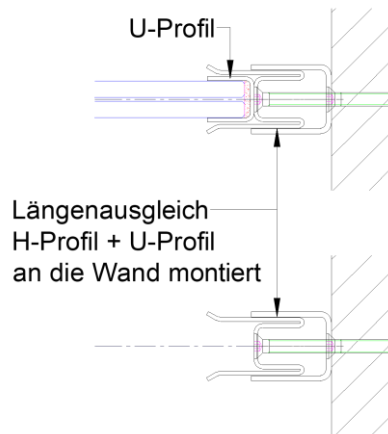 U-Profil
Längenausgleich
H-Profil + U-Profil
an die Wand montiert